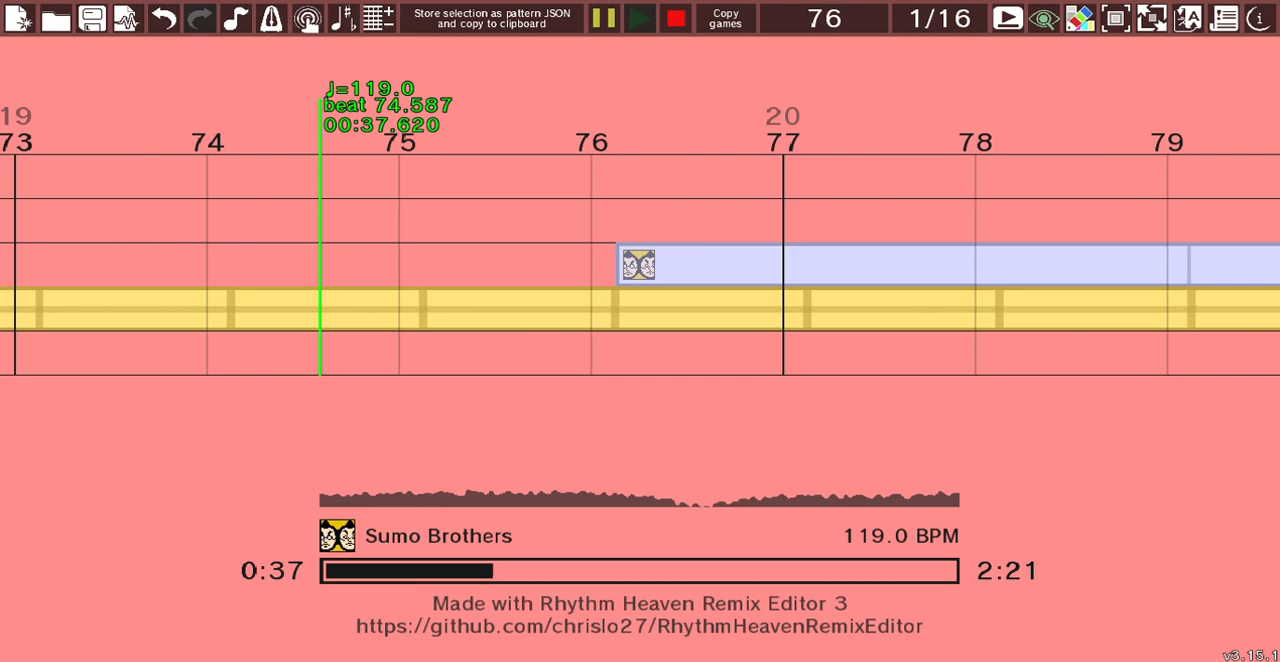 Store selection as pattern JSON
and copy to clipboard
Copy
games
76
1/16
♩=119.0
beat 74.587
00:37.620
19
20
73 74 75 76 77 78 79
Sumo Brothers 119.0 BPM
0:37 2:21
Made with Rhythm Heaven Remix Editor 3
https://github.com/chrislo27/RhythmHeavenRemixEditor
v3.15.1